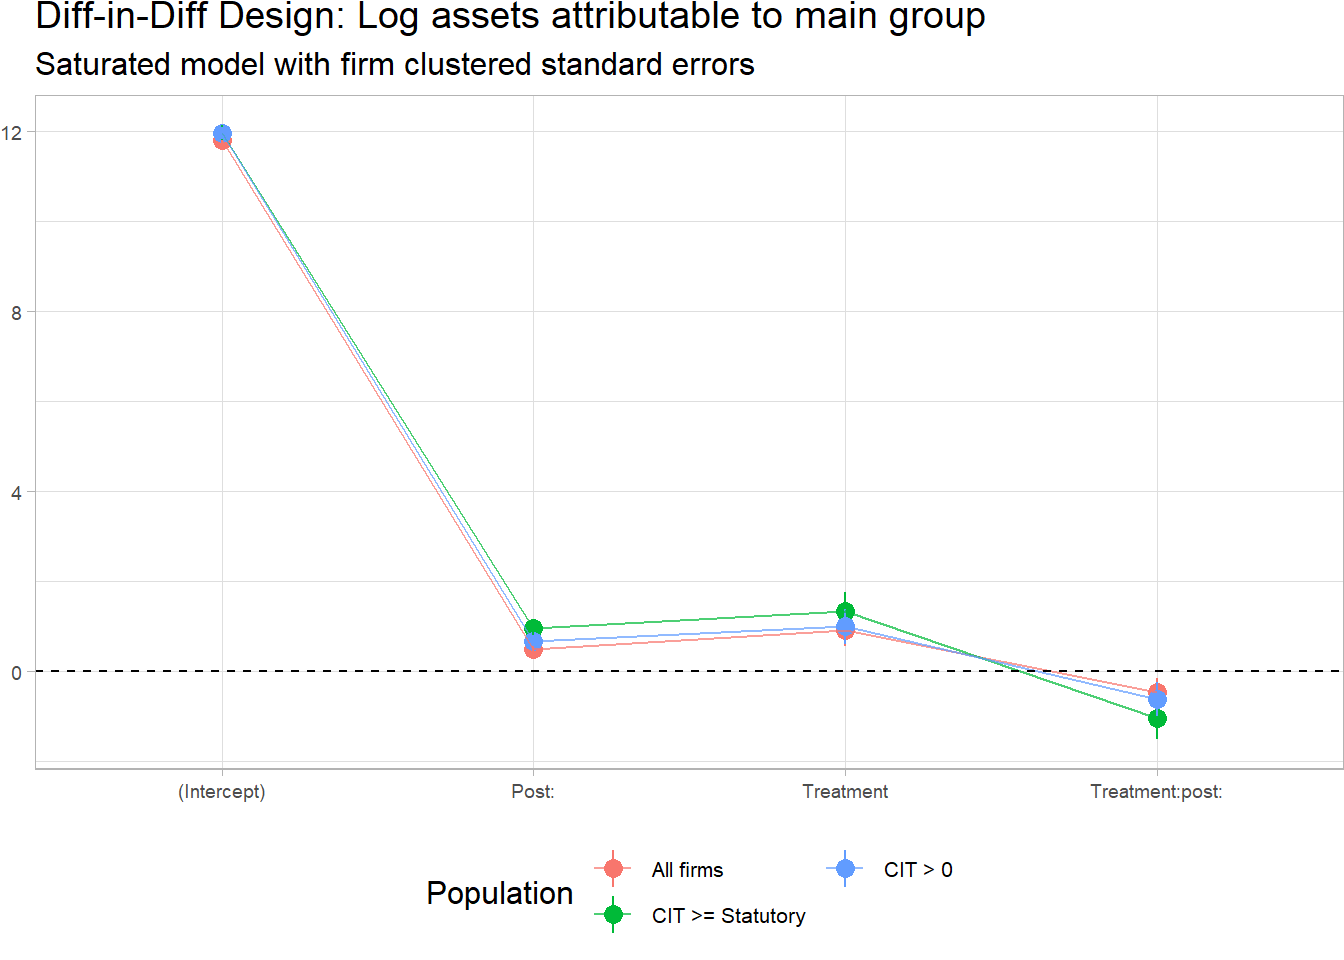 Diff-in-Diff Design: Log assets attributable to main group
Saturated model with firm clustered standard errors
12
8
4
0
(Intercept) Post: Treatment Treatment:post:
Population
All firms CIT > 0
CIT >= Statutory